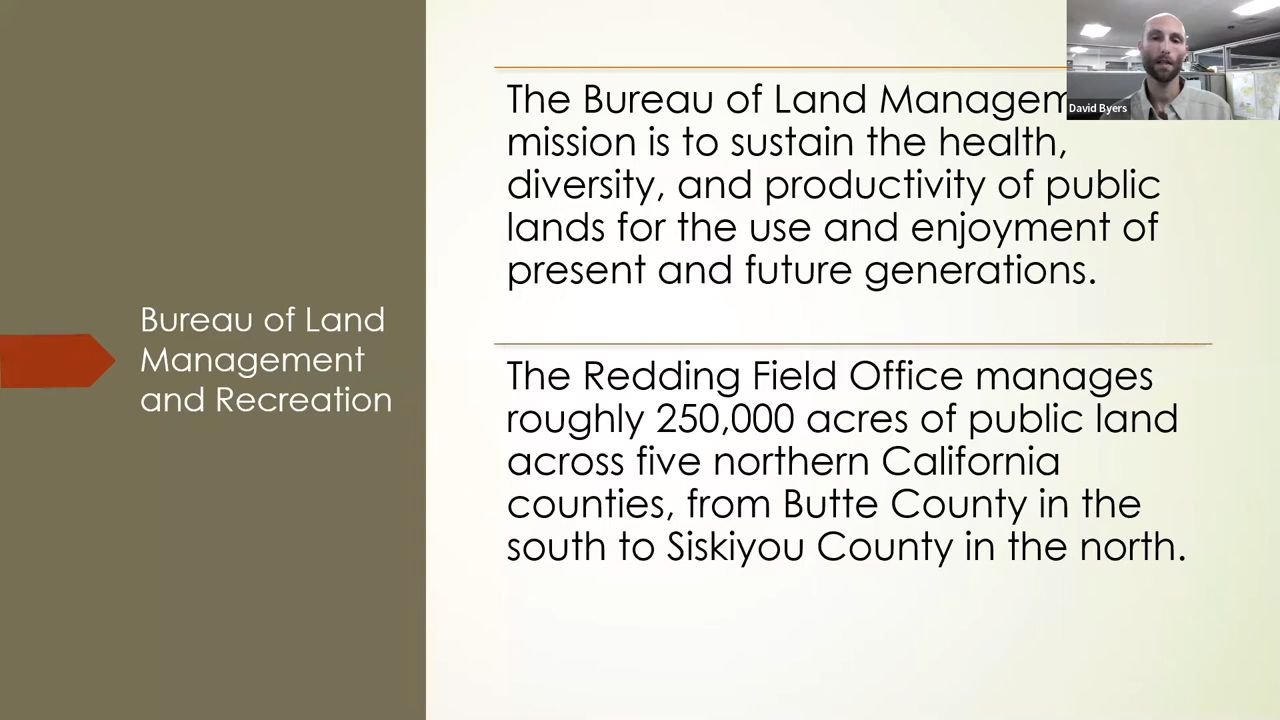 David Byers
The Bureau of Land
mission is to sustain the health,
diversity, and productivity of public
lands for the use and enjoyment of
present and future generations.
Bureau of Land
Management
and Recreation
The Redding Field Office manages
roughly 250,000 acres of public land
across five northern California
counties, from Butte County in the
south to Siskiyou County in the north.